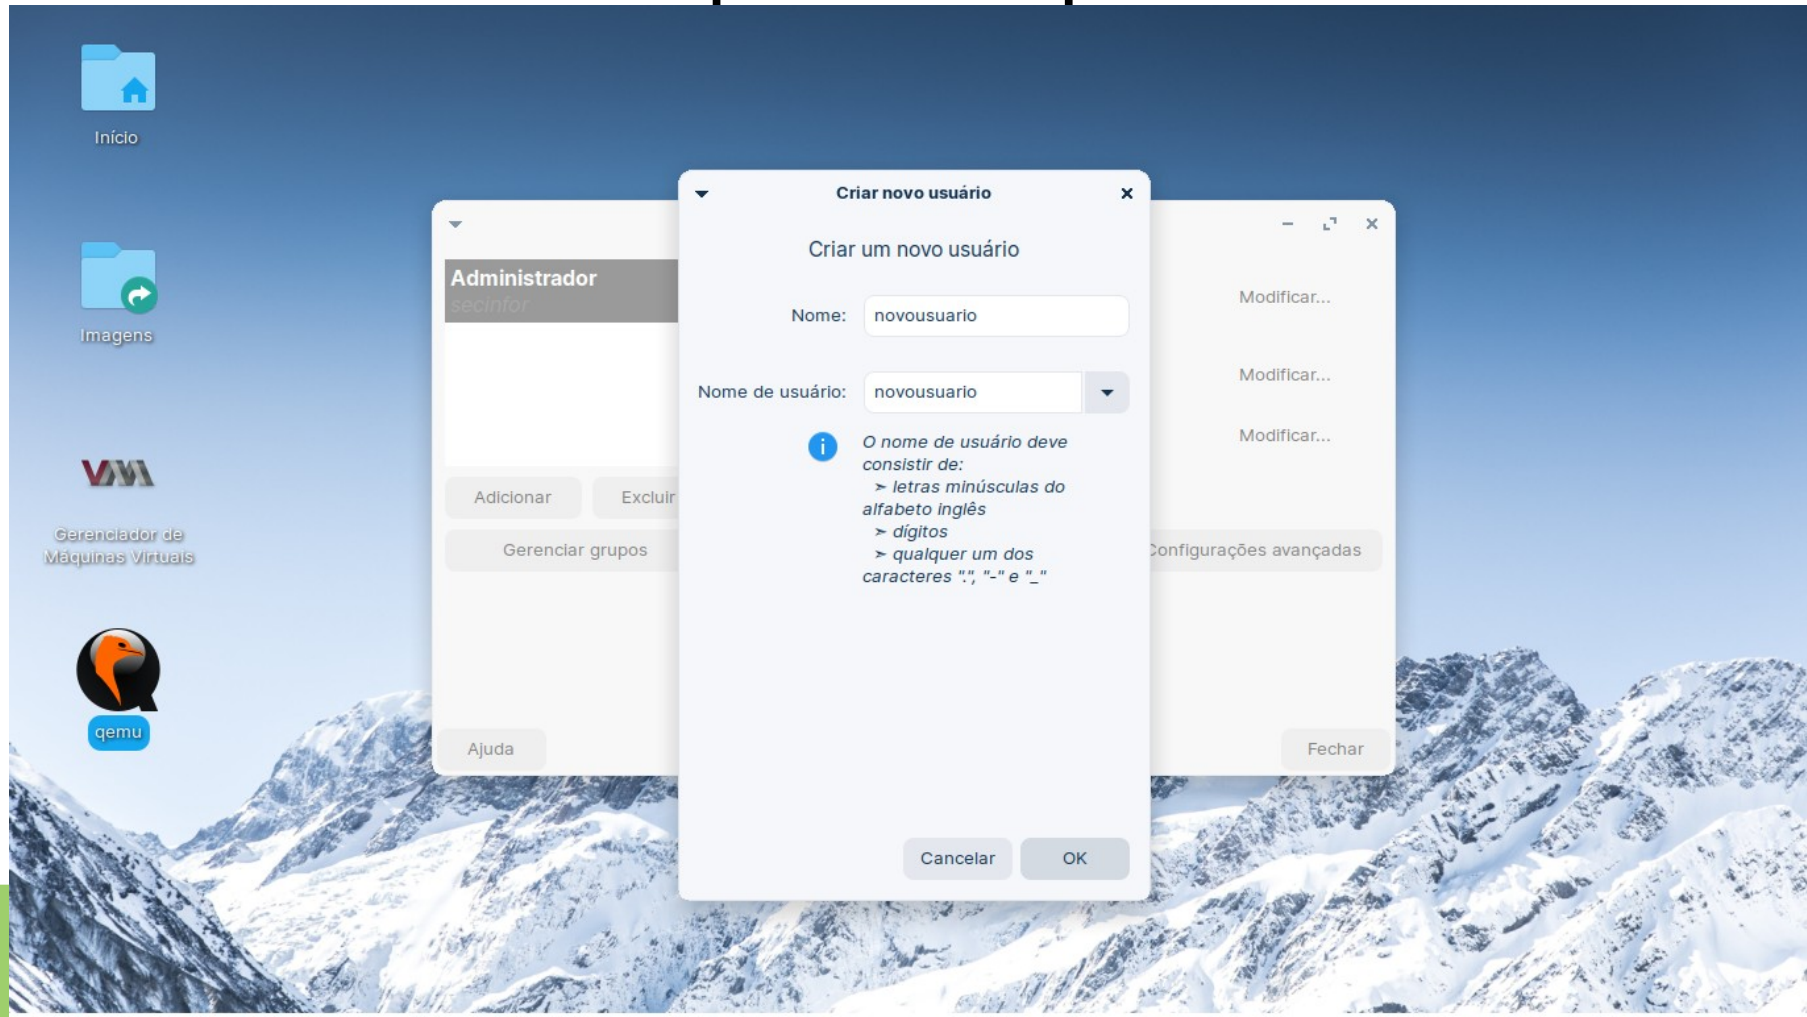 Início
Imagens
VMM
Gerenciador de
Máquinas Virtuais
qemu
Administrador
secinfor
Adicionar
Excluir
Gerenciar grupos
Ajuda
Criar novo usuário
Criar um novo usuário
Nome: novousuario
Nome de usuário: novousuario
O nome de usuário deve
consistir de:
➢ letras minúsculas do
alfabeto inglês
➢ dígitos
➢ qualquer um dos
caracteres ".", "-" e "_"
Cancelar
OK
Modificar...
Modificar...
Modificar...
Configurações avançadas
Fechar